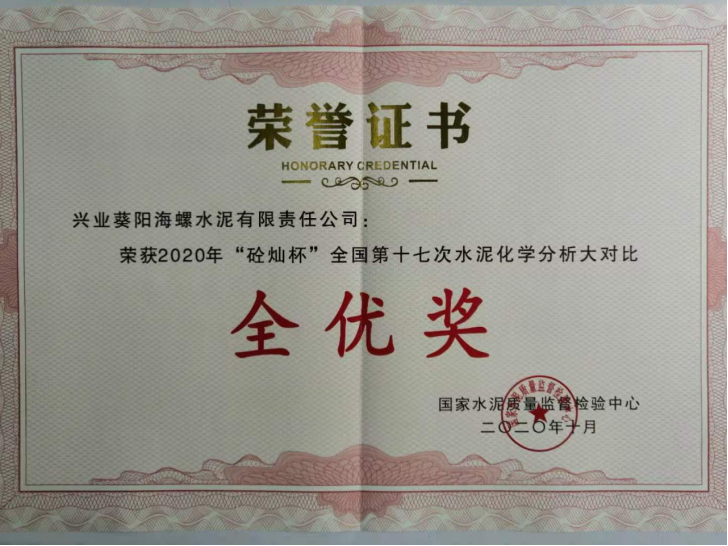 荣誉证书
HONORARY CREDENTIAL
兴业葵阳海螺水泥有限责任公司：
荣获2020年“砼灿杯”全国第十七次水泥化学分析大对比
全优奖
国家水泥质量监督检验中心
二〇二〇年十月